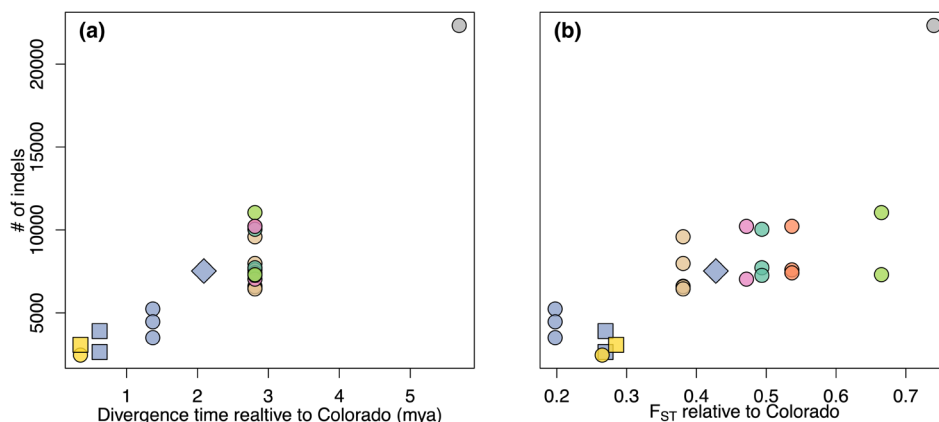 (a)
(b)
# of indels
20000
15000
10000
5000
1 2 3 4 5
Divergence time realtive to Colorado (mya)
0.2 0.3 0.4 0.5 0.6 0.7
FST relative to Colorado